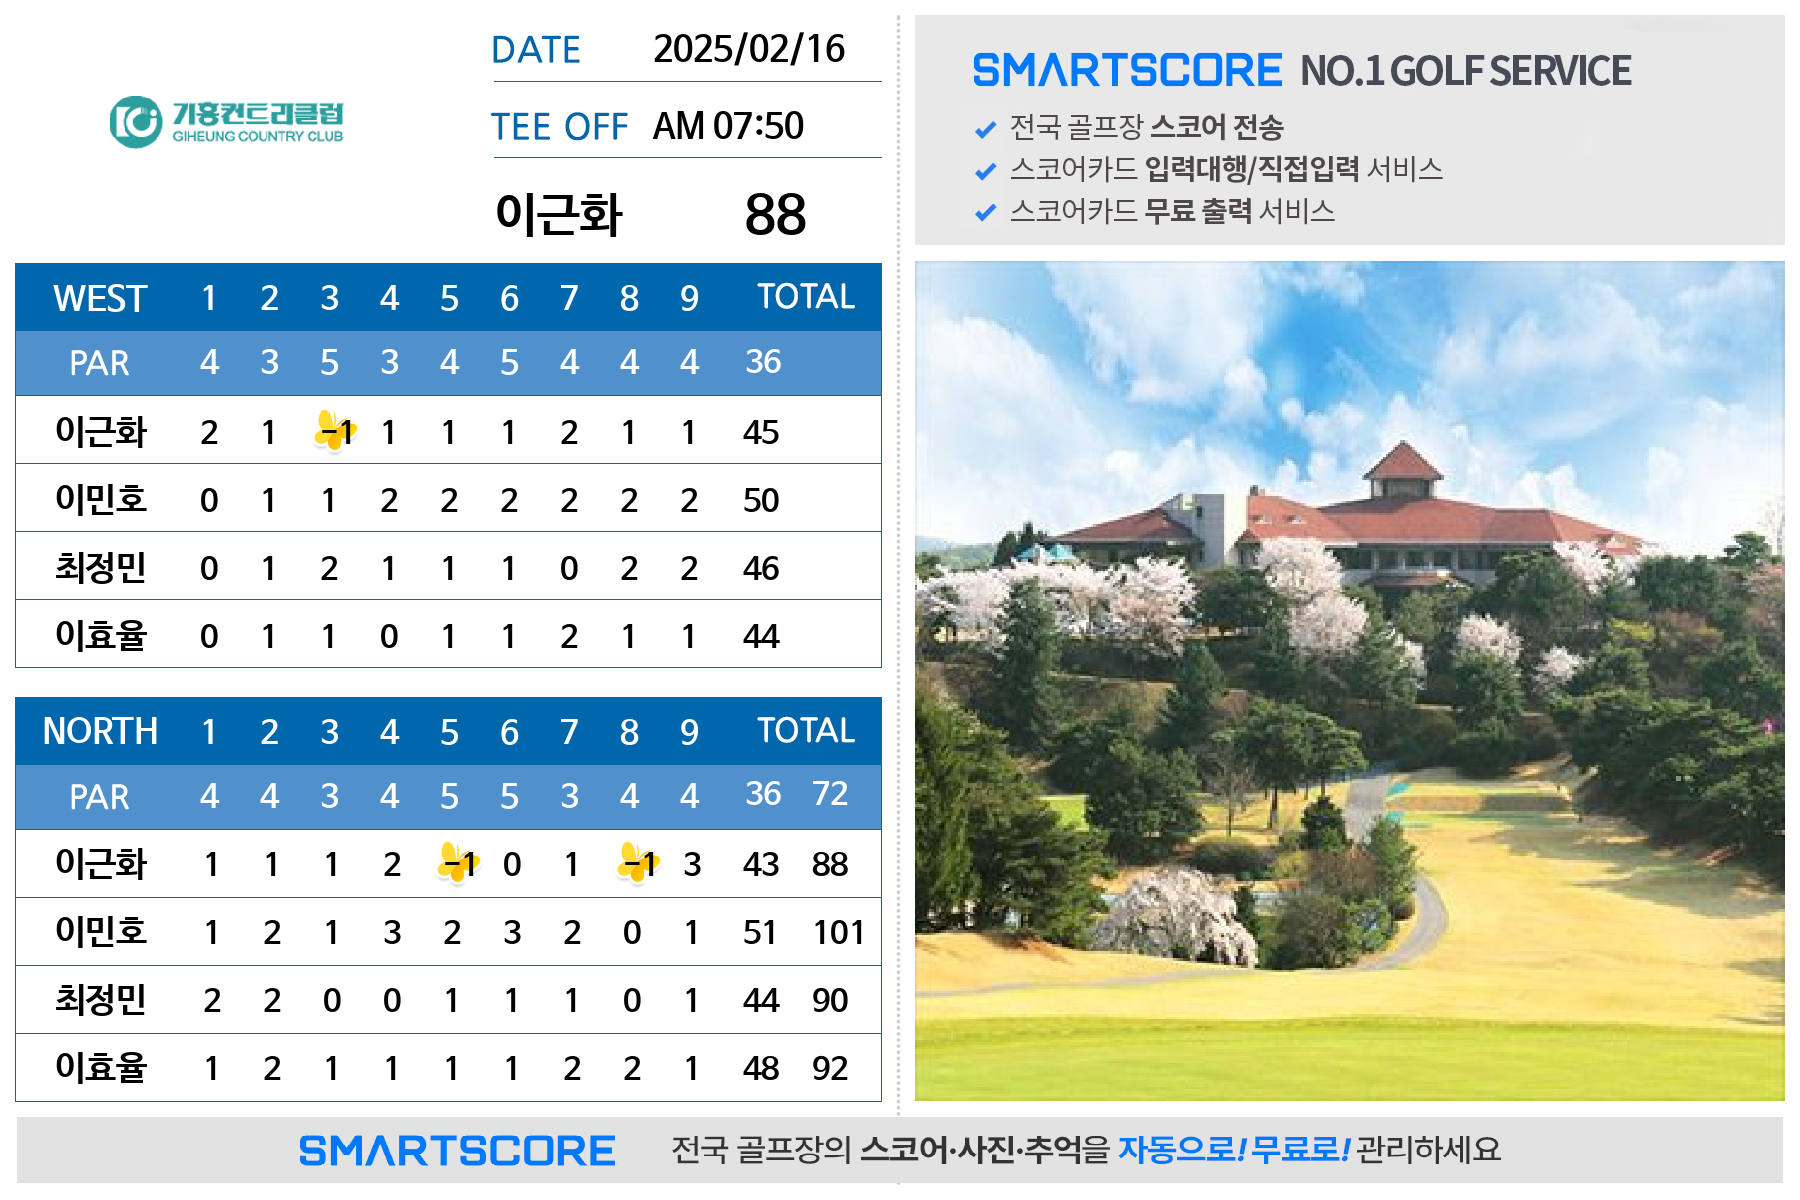 기흥컨트리클럽
GIHEUNG COUNTRY CLUB
DATE 2025/02/16
TEE OFF AM 07:50
이근화 88
WEST 1 2 3 4 5 6 7 8 9 TOTAL
PAR 4 3 5 3 4 5 4 4 4 36
이근화 2 1 -1 1 1 1 2 1 1 45
이민호 0 1 1 2 2 2 2 2 2 50
최정민 0 1 2 1 1 1 0 2 2 46
이효율 0 1 1 0 1 1 2 1 1 44
NORTH 1 2 3 4 5 6 7 8 9 TOTAL
PAR 4 4 3 4 5 5 3 4 4 36 72
이근화 1 1 1 2 -1 0 1 -1 3 43 88
이민호 1 2 1 3 2 3 2 0 1 51 101
최정민 2 2 0 0 1 1 1 0 1 44 90
이효율 1 2 1 1 1 1 2 2 1 48 92
SMARTSCORE NO.1 GOLF SERVICE
전국 골프장 스코어 전송
스코어카드 입력대행/직접입력 서비스
스코어카드 무료 출력 서비스
SMARTSCORE 전국 골프장의 스코어·사진·추억을 자동으로! 무료로! 관리하세요